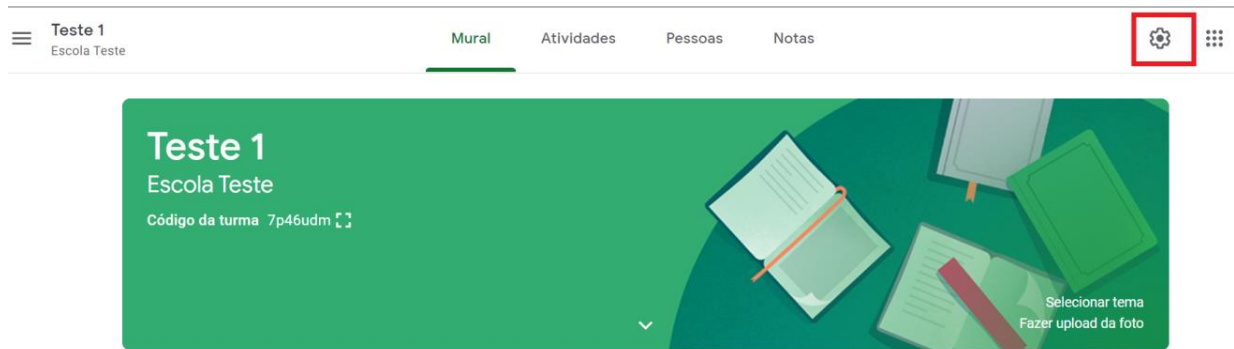 Teste 1
Escola Teste
Mural Atividades Pessoas Notas
Teste 1
Escola Teste
Código da turma 7p46udm
Selecionar tema
Fazer upload da foto